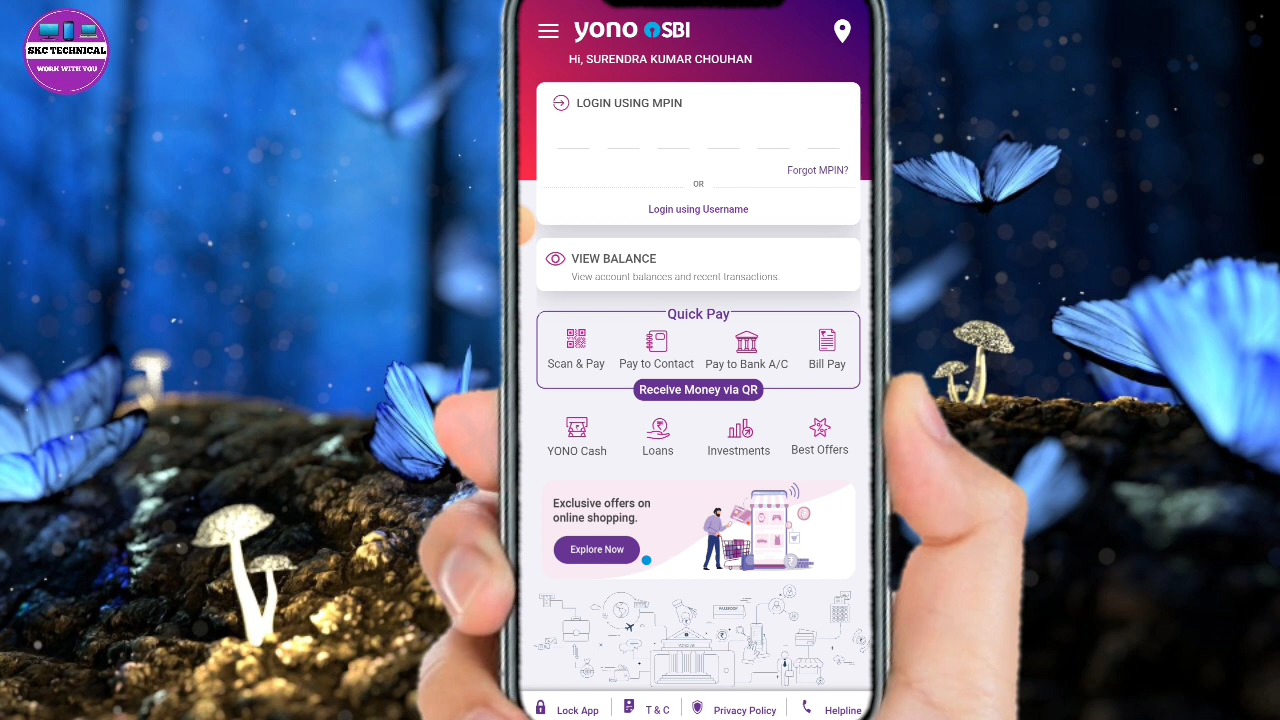 SKC TECHNICAL
WORK WITH YOU
yono SBI
Hi, SURENDRA KUMAR CHOUHAN
LOGIN USING MPIN
Forgot MPIN?
OR
Login using Username
VIEW BALANCE
View account balances and recent transactions.
Quick Pay
Scan & Pay
Pay to Contact
Pay to Bank A/C
Bill Pay
Receive Money via QR
YONO Cash
Loans
Investments
Best Offers
Exclusive offers on
online shopping.
Explore Now
Lock App
T & C
Privacy Policy
Helpline